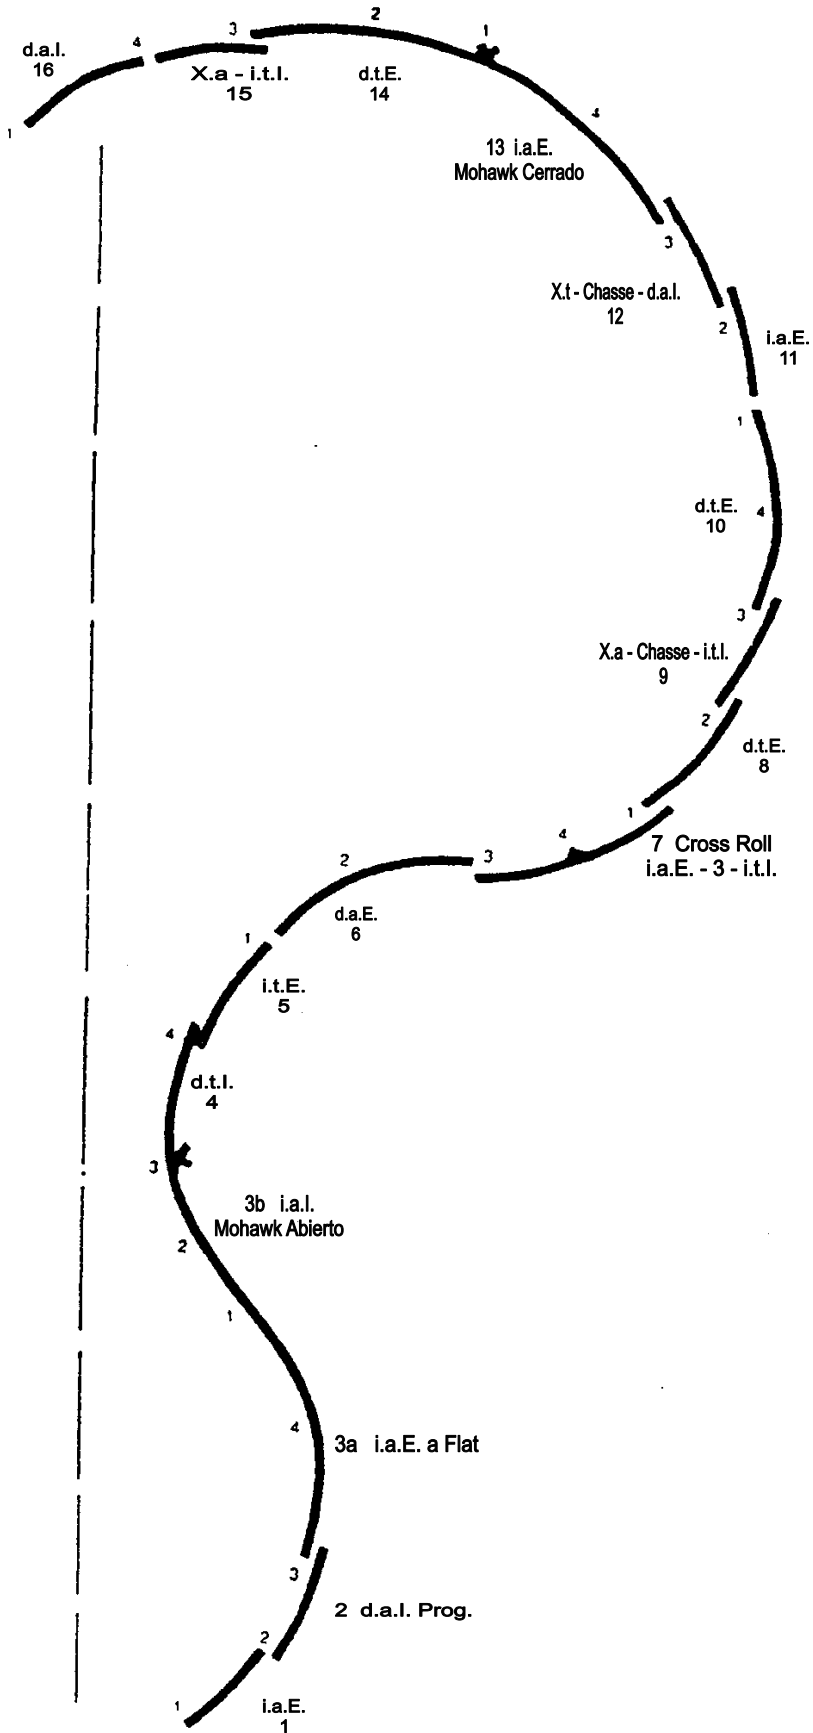 2
3
1
d.a.I.
16
4
X.a - i.t.I.
15
d.t.E.
14
1
4
13 i.a.E.
Mohawk Cerrado
3
X.t - Chasse - d.a.I.
12
2
i.a.E.
11
1
d.t.E.
10
4
3
X.a - Chasse - i.t.I.
9
2
d.t.E.
8
1
4
7 Cross Roll
i.a.E. - 3 - i.t.I.
3
2
d.a.E.
6
1
i.t.E.
5
4
d.t.I.
4
3
3b i.a.I.
Mohawk Abierto
2
1
4
3a i.a.E. a Flat
3
2 d.a.I. Prog.
2
1
i.a.E.
1